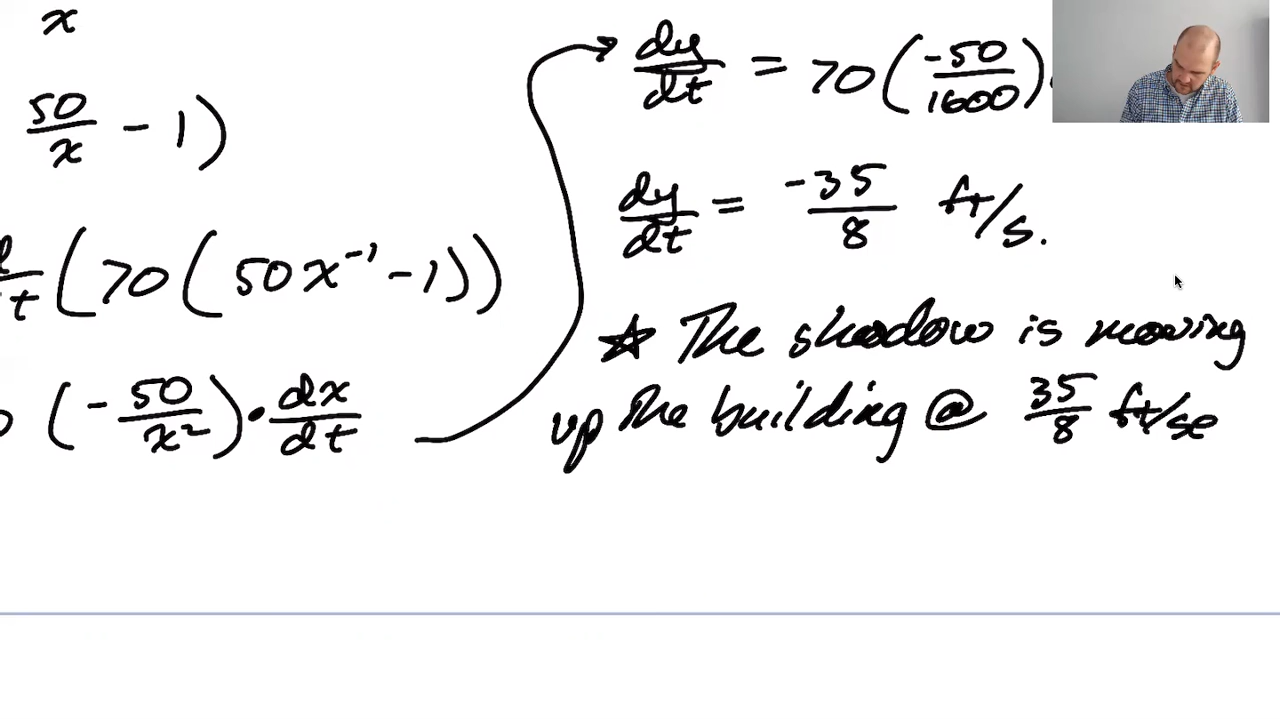 x
50/x - 1)
d/dt (70 (50x⁻¹ - 1))
0 (-50/x²) • dx/dt
dy/dt = 70 (-50/1600)
dy/dt = -35/8 ft/s.
☆ The shadow is moving
up the building @ 35/8 ft/se